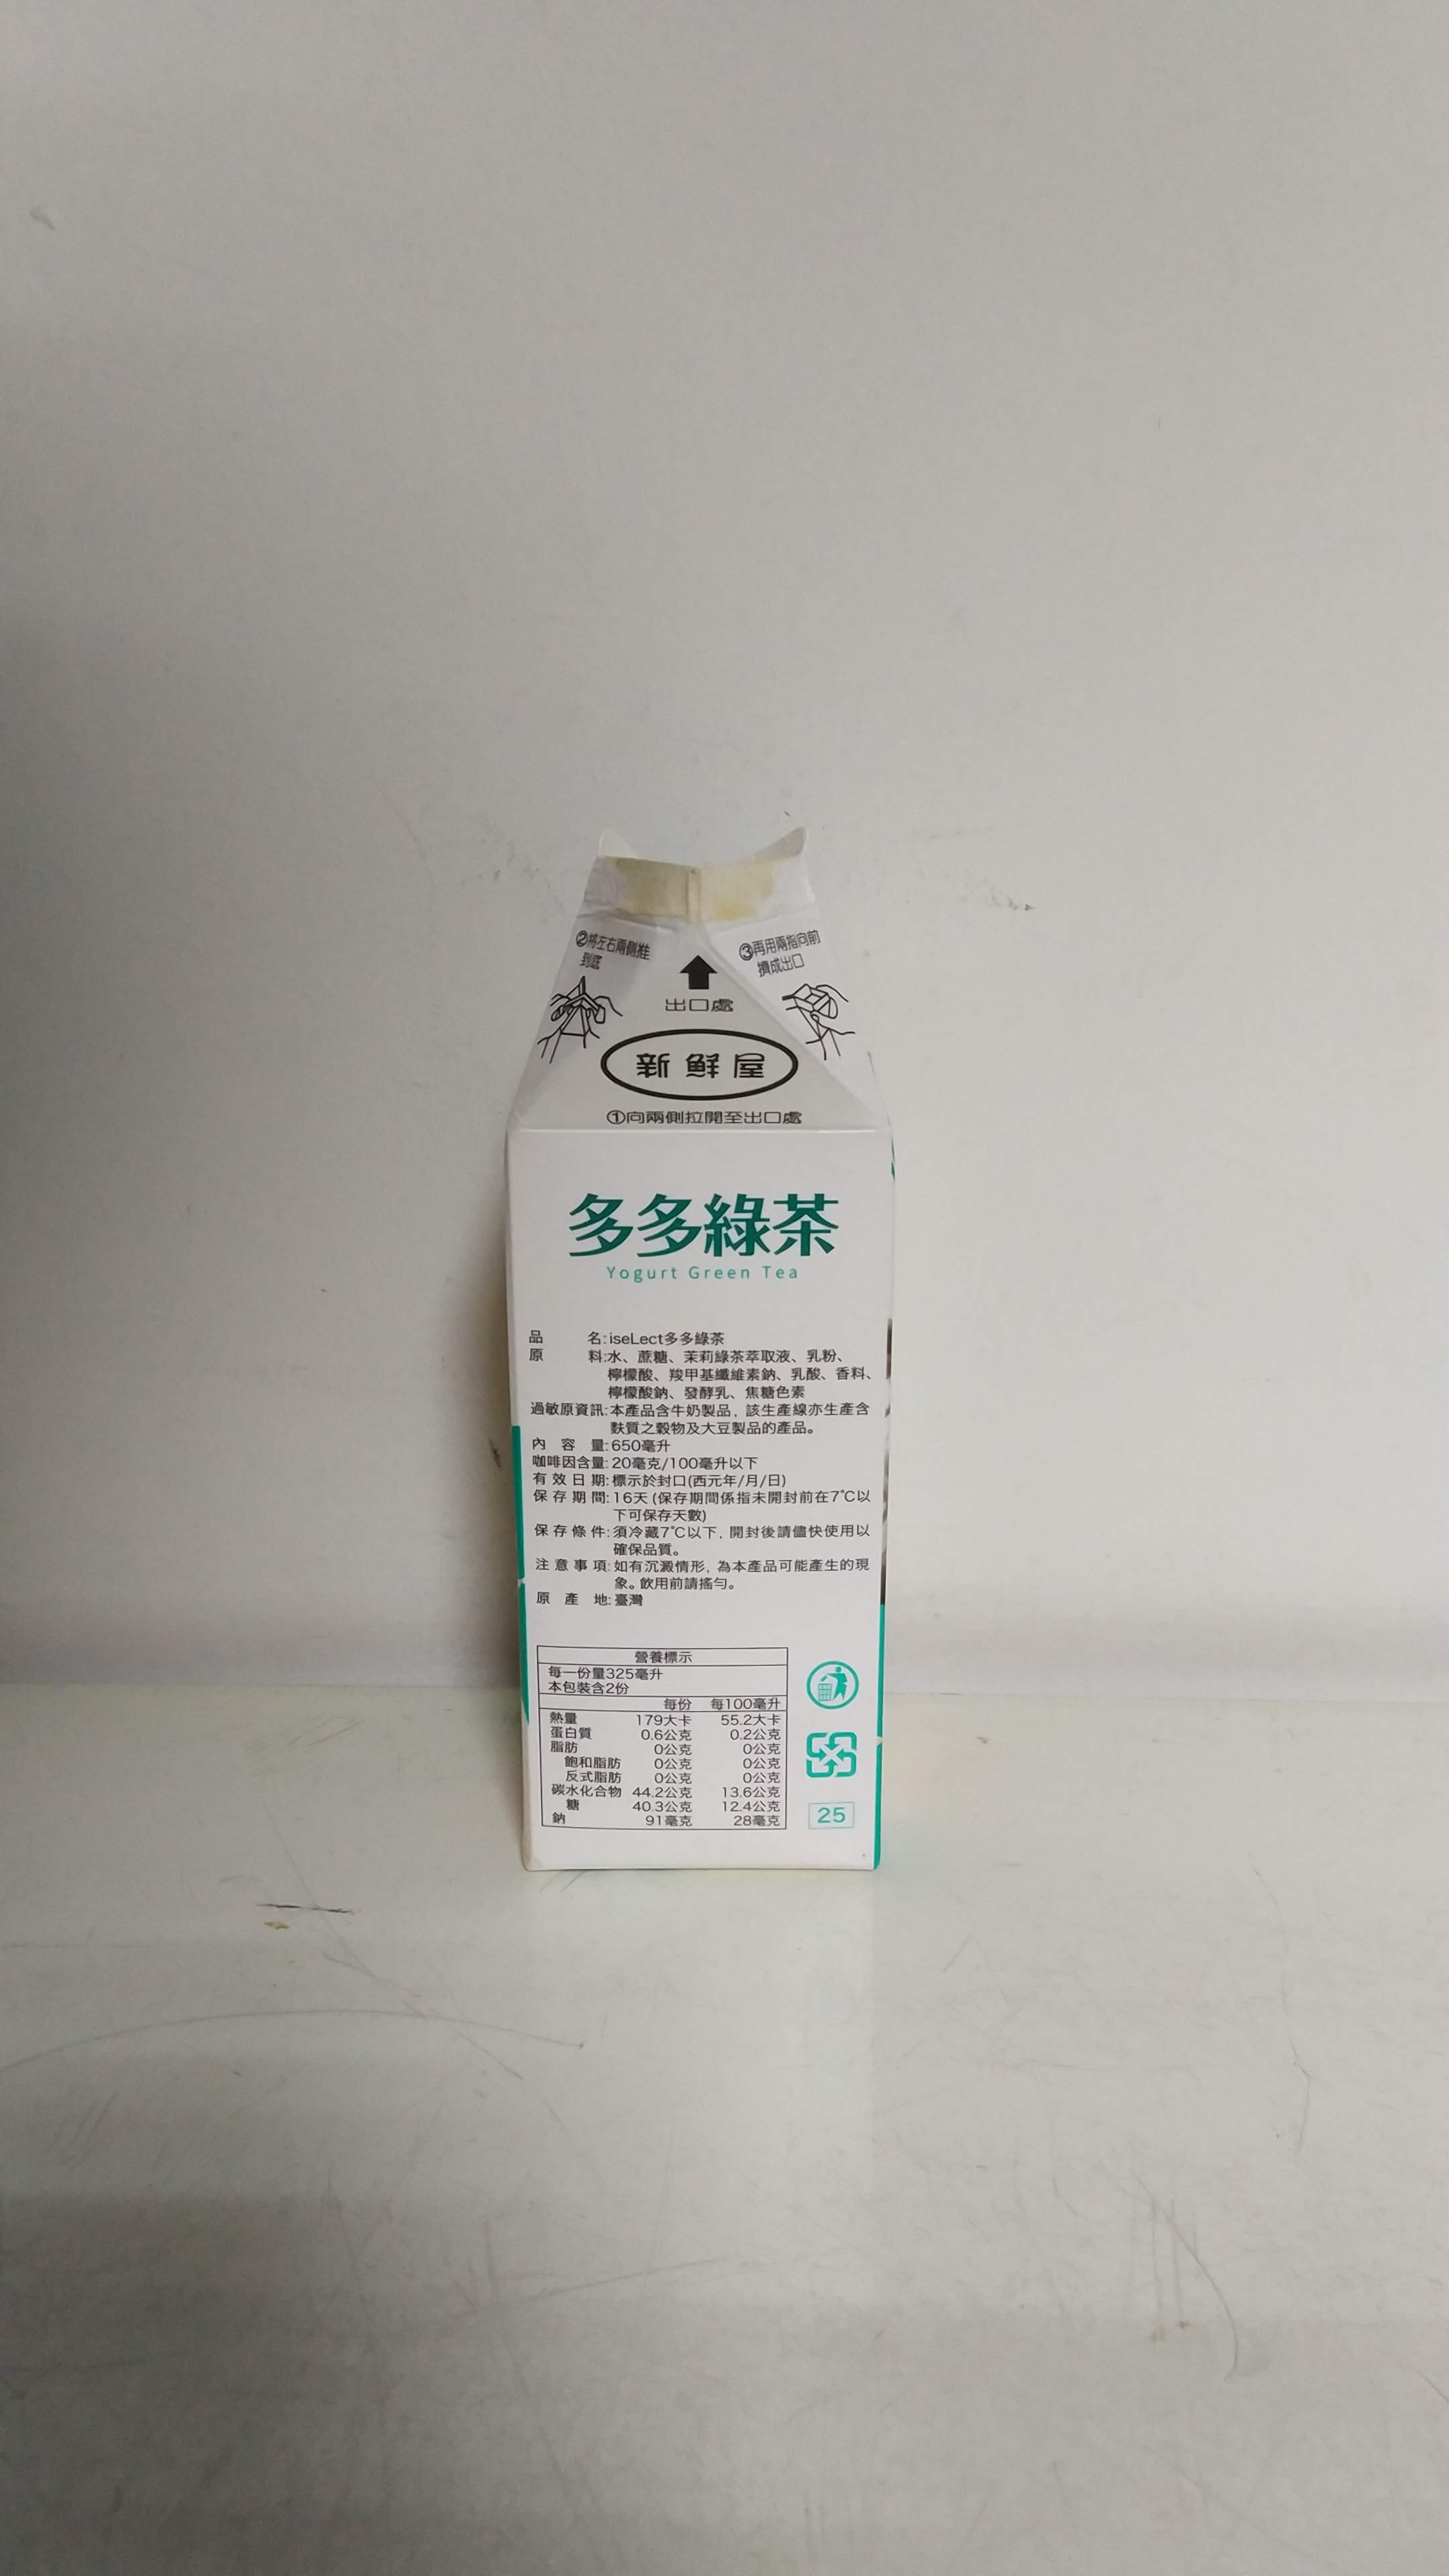 ②將左右兩側推
到底
③再用兩指向前
擠成出口
出口處
新鮮屋
①向兩側拉開至出口處
多多綠茶
Yogurt Green Tea
品名:iseLect多多綠茶
原料:水、蔗糖、茉莉綠茶萃取液、乳粉、
檸檬酸、羧甲基纖維素鈉、乳酸、香料、
檸檬酸鈉、發酵乳、焦糖色素
過敏原資訊:本產品含牛奶製品，該生產線亦生產含
麩質之穀物及大豆製品的產品。
內容量:650毫升
咖啡因含量:20毫克/100毫升以下
有效日期:標示於封口(西元年/月/日)
保存期間:16天(保存期間係指未開封前在7℃以
下可保存天數)
保存條件:須冷藏7℃以下，開封後請儘快使用以
確保品質。
注意事項:如有沉澱情形，為本產品可能產生的現
象。飲用前請搖勻。
原產地:臺灣
營養標示
每一份量325毫升
本包裝含2份
每份 每100毫升
熱量 179大卡 55.2大卡
蛋白質 0.6公克 0.2公克
脂肪 0公克 0公克
飽和脂肪 0公克 0公克
反式脂肪 0公克 0公克
碳水化合物 44.2公克 13.6公克
糖 40.3公克 12.4公克
鈉 91毫克 28毫克
25